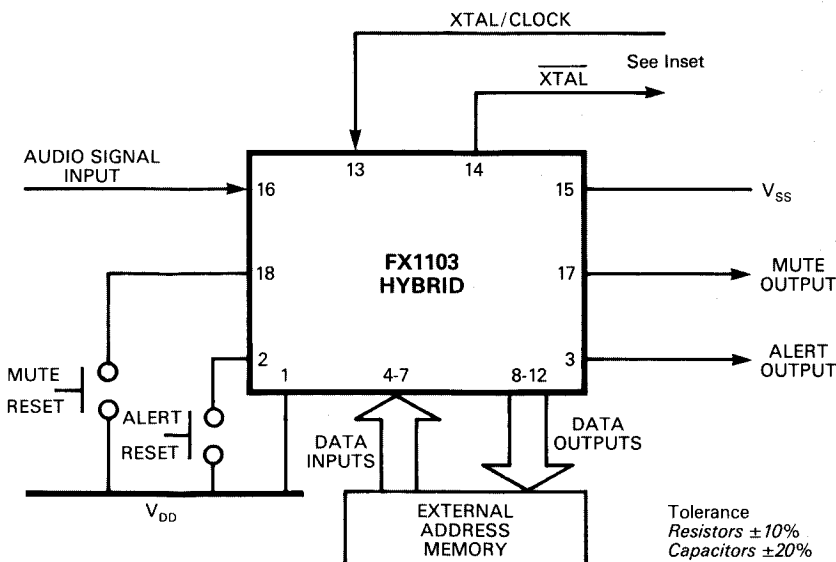 XTAL/CLOCK
XTAL
See Inset
AUDIO SIGNAL
INPUT
13
14
16
15
V_SS
FX1103
HYBRID
18
17
MUTE
OUTPUT
2
1
4-7
8-12
3
ALERT
OUTPUT
MUTE
RESET
ALERT
RESET
DATA
INPUTS
DATA
OUTPUTS
V_DD
EXTERNAL
ADDRESS
MEMORY
Tolerance
Resistors ±10%
Capacitors ±20%